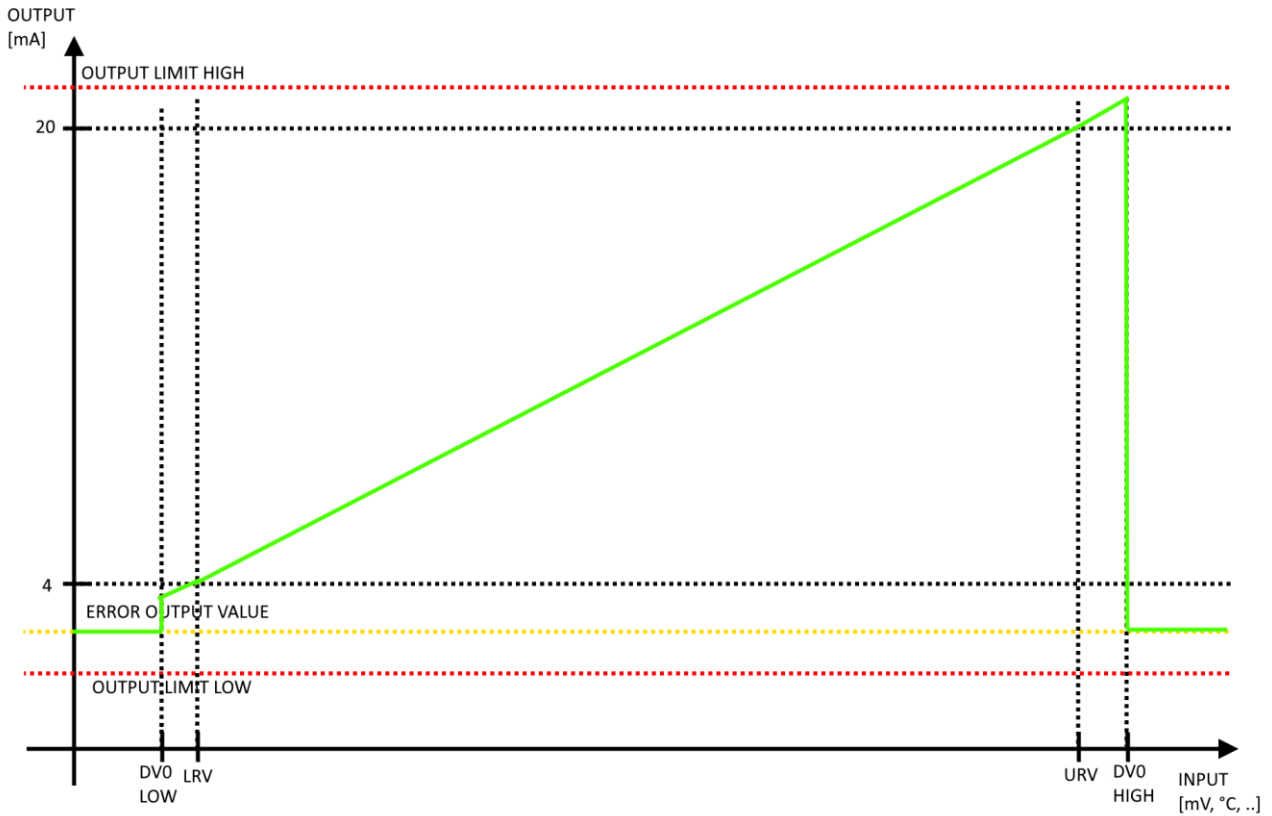 OUTPUT
[mA]
OUTPUT LIMIT HIGH
20
4
ERROR OUTPUT VALUE
OUTPUT LIMIT LOW
DV0
LOW
LRV
URV
DV0
HIGH
INPUT
[mV, °C, ..]